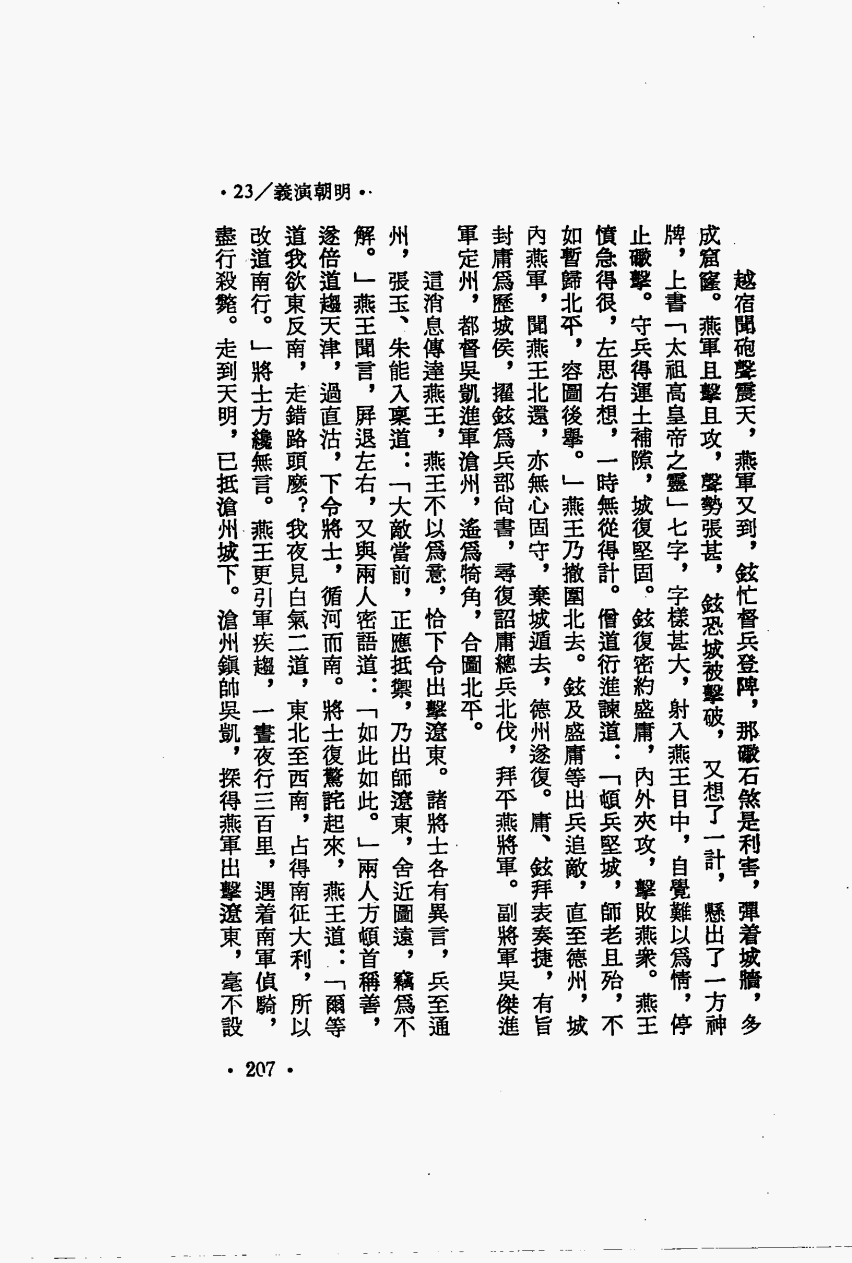 •23／義演朝明•
越宿聞砲聲震天，燕軍又到，鉉忙督兵登陴，那礮石煞是利害，彈着城牆，多
成窟窿。燕軍且擊且攻，聲勢張甚，鉉恐城被擊破，又想了一計，懸出了一方神
牌，上書「太祖高皇帝之靈」七字，字樣甚大，射入燕王目中，自覺難以爲情，停
止礮擊。守兵得運土補隙，城復堅固。鉉復密約盛庸，內外夾攻，擊敗燕衆。燕王
憤急得很，左思右想，一時無從得計。僧道衍進諫道：「頓兵堅城，師老且殆，不
如暫歸北平，容圖後舉。」燕王乃撤圍北去。鉉及盛庸等出兵追敵，直至德州，城
內燕軍，聞燕王北還，亦無心固守，棄城遁去，德州遂復。庸、鉉拜表奏捷，有旨
封庸爲歷城侯，擢鉉爲兵部尙書，尋復詔庸總兵北伐，拜平燕將軍。副將軍吳傑進
軍定州，都督吳凱進軍滄州，遙爲犄角，合圖北平。
這消息傳達燕王，燕王不以爲意，恰下令出擊遼東。諸將士各有異言，兵至通
州，張玉、朱能入稟道：「大敵當前，正應抵禦，乃出師遼東，舍近圖遠，竊爲不
解。」燕王聞言，屛退左右，又與兩人密語道：「如此如此。」兩人方頓首稱善，
遂倍道趨天津，過直沽，下令將士，循河而南。將士復驚詫起來，燕王道：「爾等
道我欲東反南，走錯路頭麼？我夜見白氣二道，東北至西南，占得南征大利，所以
改道南行。」將士方纔無言。燕王更引軍疾趨，一晝夜行三百里，遇着南軍偵騎，
盡行殺斃。走到天明，已抵滄州城下。滄州鎭帥吳凱，探得燕軍出擊遼東，毫不設
•207•